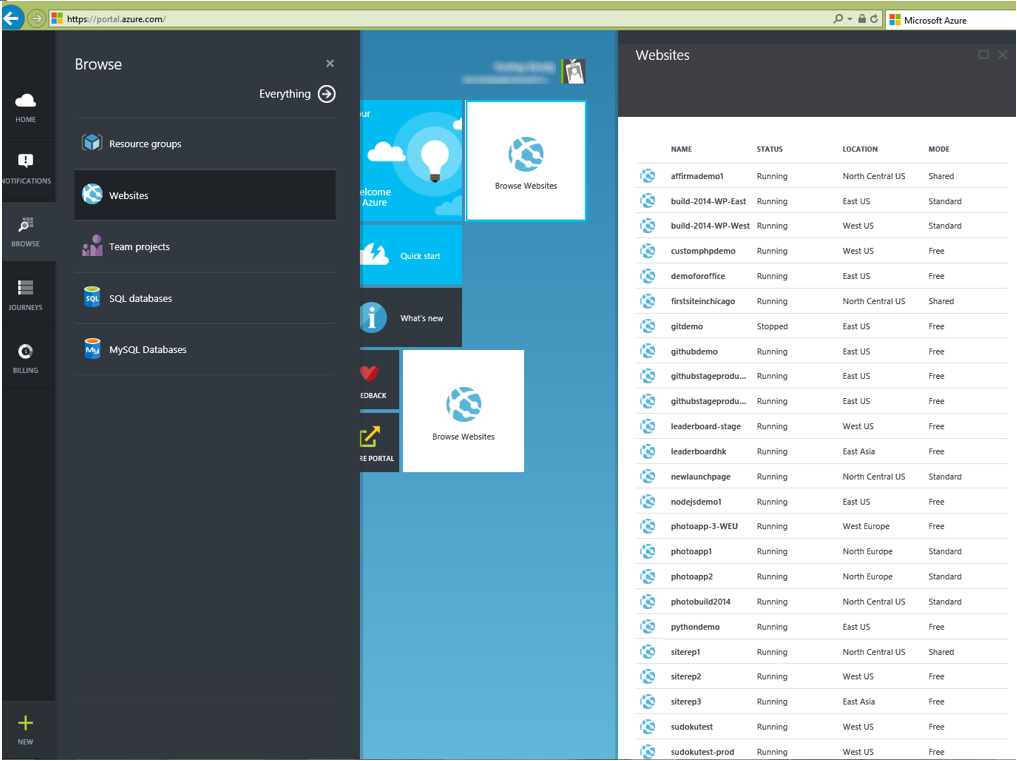 https://portal.azure.com/
Microsoft Azure
HOME
NOTIFICATIONS
BROWSE
JOURNEYS
BILLING
NEW
Browse
Everything
Resource groups
Websites
Team projects
SQL
SQL databases
My
MySQL Databases
our
elcome
Azure
Browse Websites
Quick start
What's new
EDBACK
RE PORTAL
Browse Websites
Websites
NAME STATUS LOCATION MODE
affirmademo1 Running North Central US Shared
build-2014-WP-East Running East US Standard
build-2014-WP-West Running West US Standard
customphpdemo Running West US Free
demoforoffice Running East US Free
firstsiteinchicago Running North Central US Shared
gitdemo Stopped East US Free
githubdemo Running East US Free
githubstageprodu... Running East US Free
githubstageprodu... Running East US Free
leaderboard-stage Running West US Free
leaderboardhk Running East Asia Free
newlaunchpage Running North Central US Standard
nodejsdemo1 Running East US Free
photoapp-3-WEU Running West Europe Free
photoapp1 Running North Europe Standard
photoapp2 Running North Europe Standard
photobuild2014 Running North Central US Standard
pythondemo Running East US Free
siterep1 Running North Central US Shared
siterep2 Running West US Free
siterep3 Running East Asia Free
sudokutest Running West US Free
sudokutest-prod Running West US Free